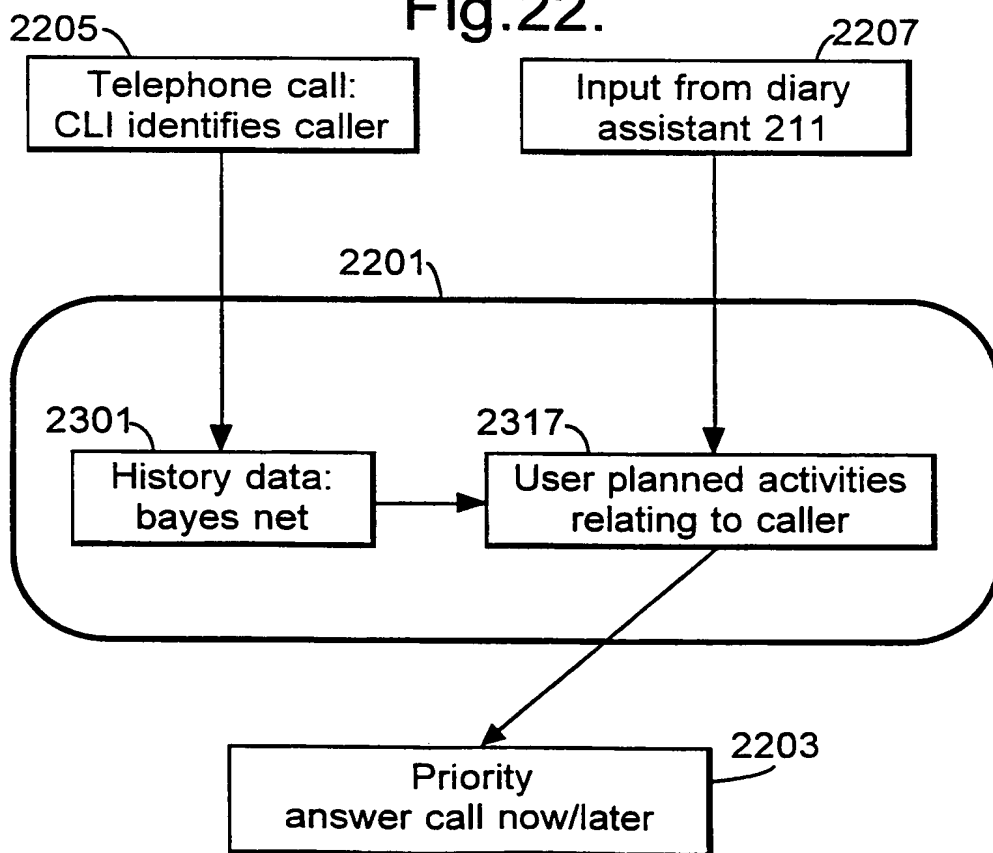 Fig.22.
2205
2207
Telephone call:
CLI identifies caller
Input from diary
assistant 211
2201
2301
2317
History data:
bayes net
User planned activities
relating to caller
2203
Priority
answer call now/later